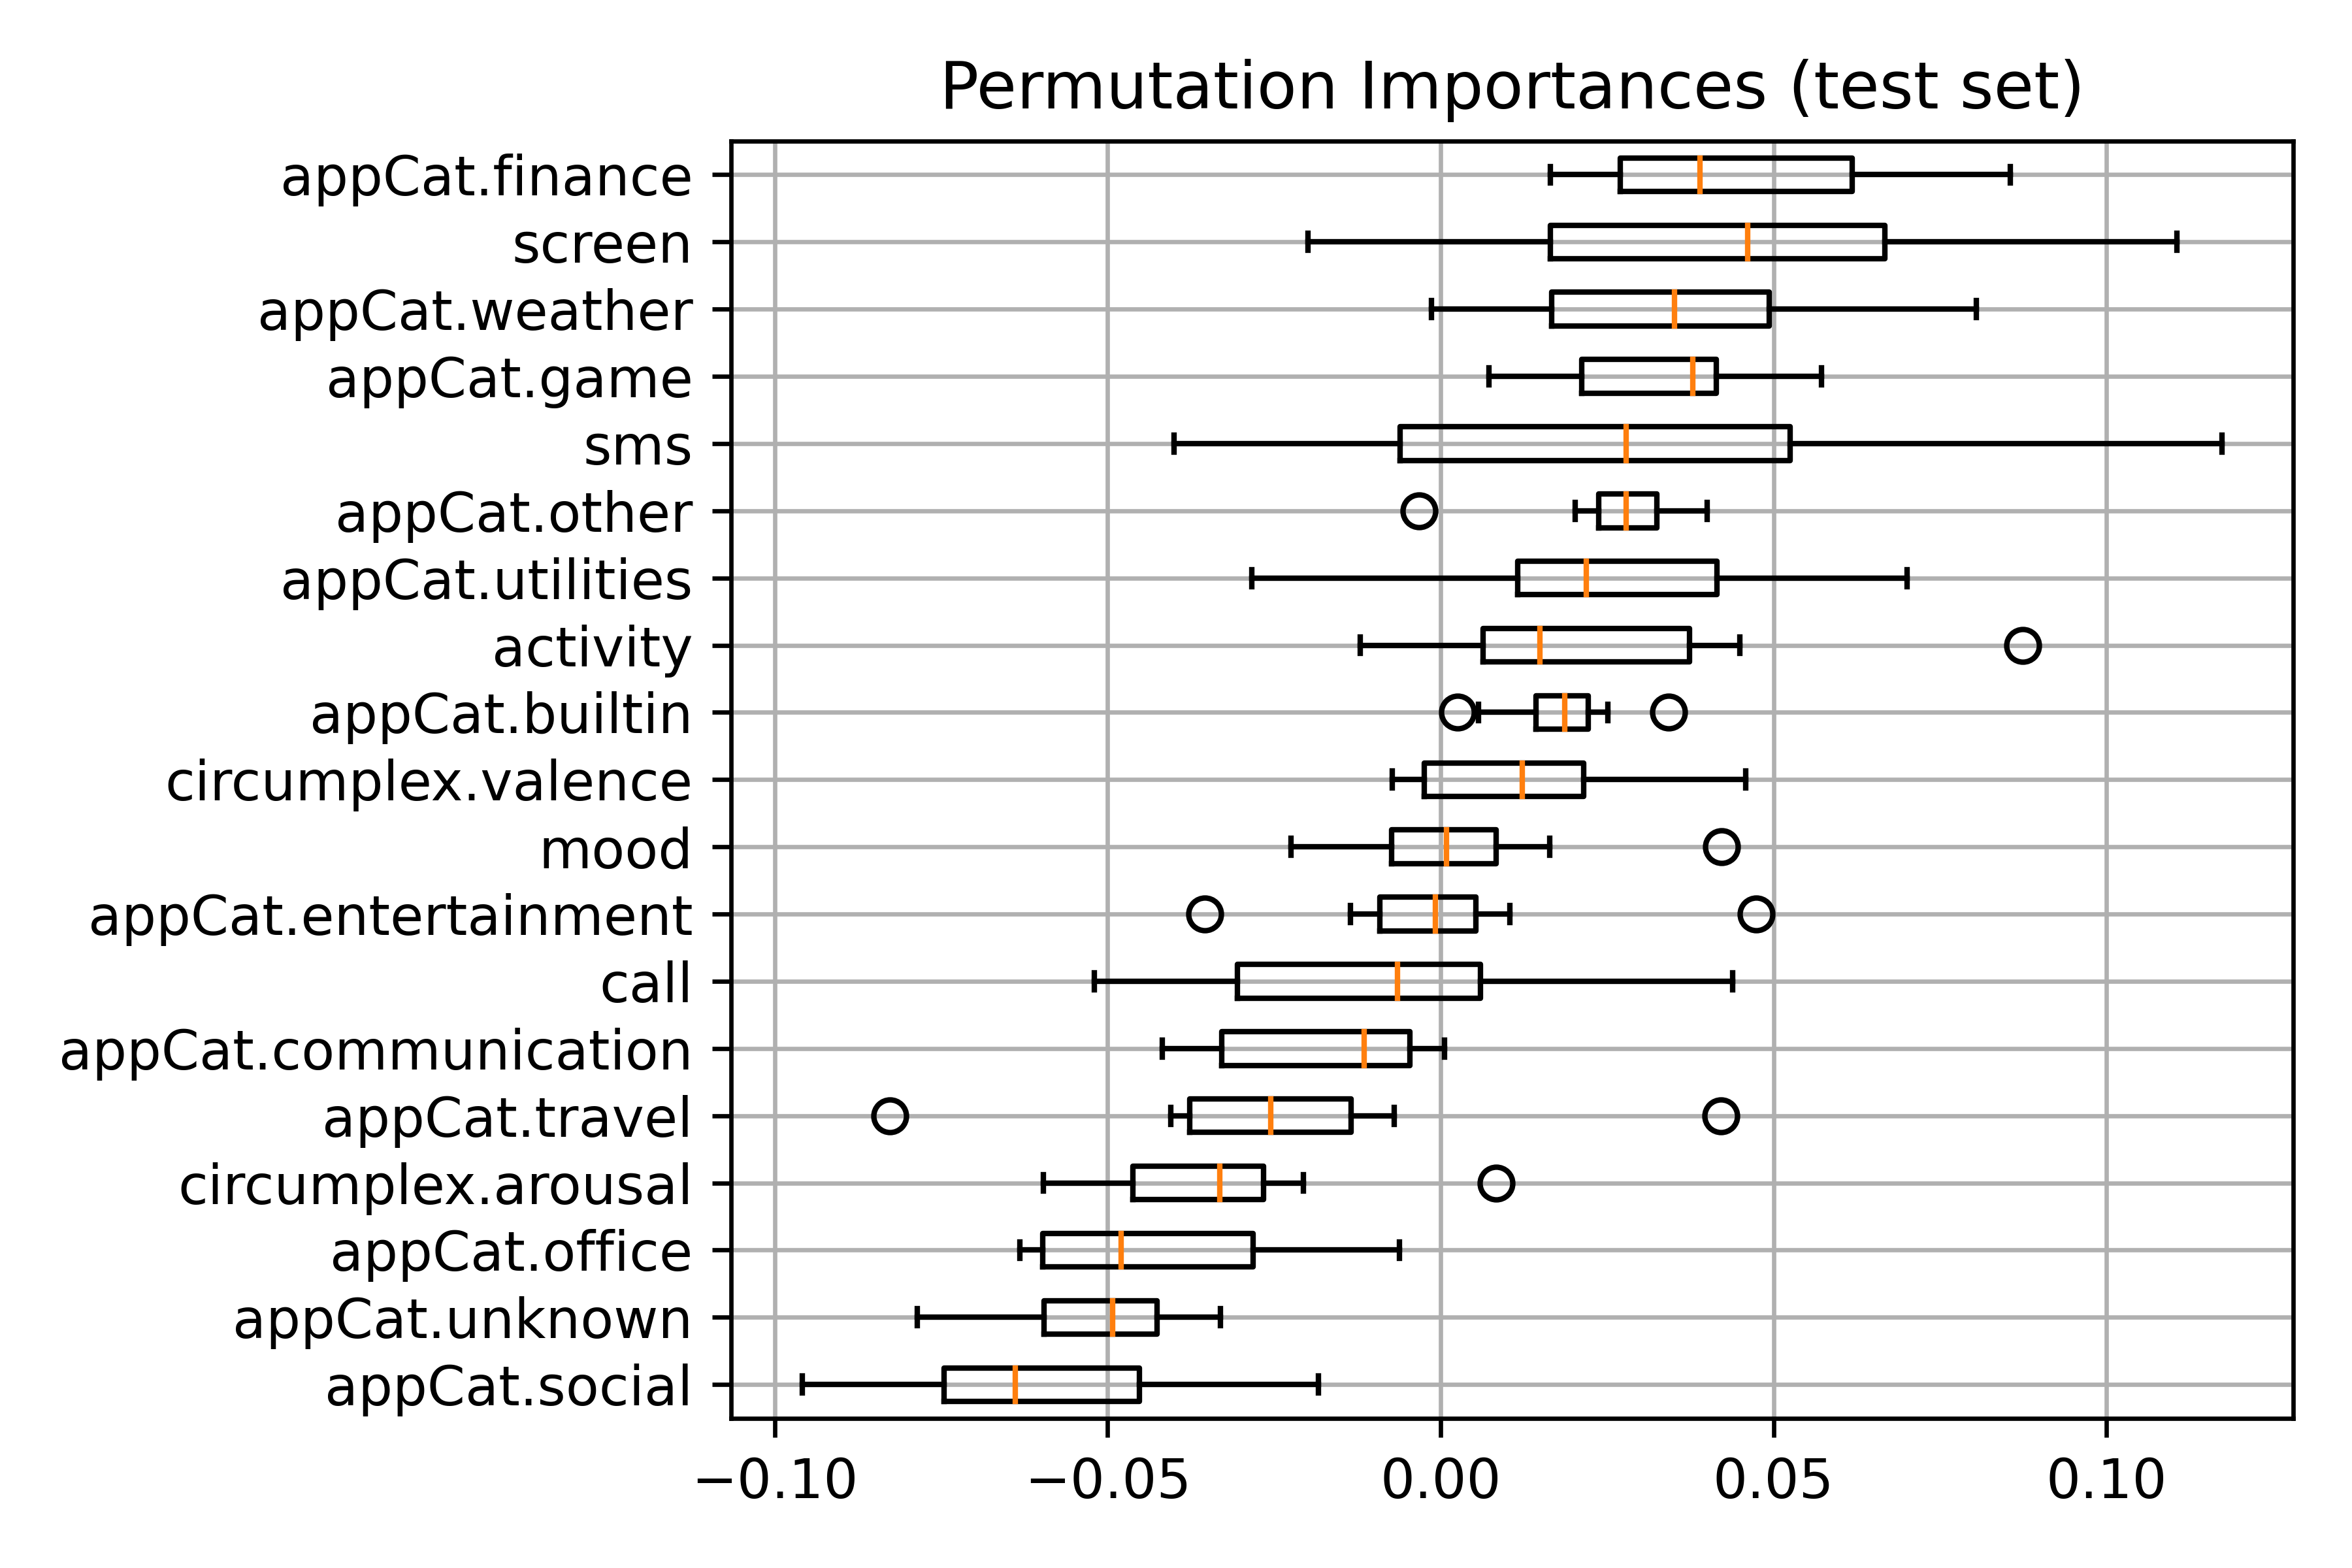 Permutation Importances (test set)
appCat.finance
screen
appCat.weather
appCat.game
sms
appCat.other
appCat.utilities
activity
appCat.builtin
circumplex.valence
mood
appCat.entertainment
call
appCat.communication
appCat.travel
circumplex.arousal
appCat.office
appCat.unknown
appCat.social
−0.10 −0.05 0.00 0.05 0.10